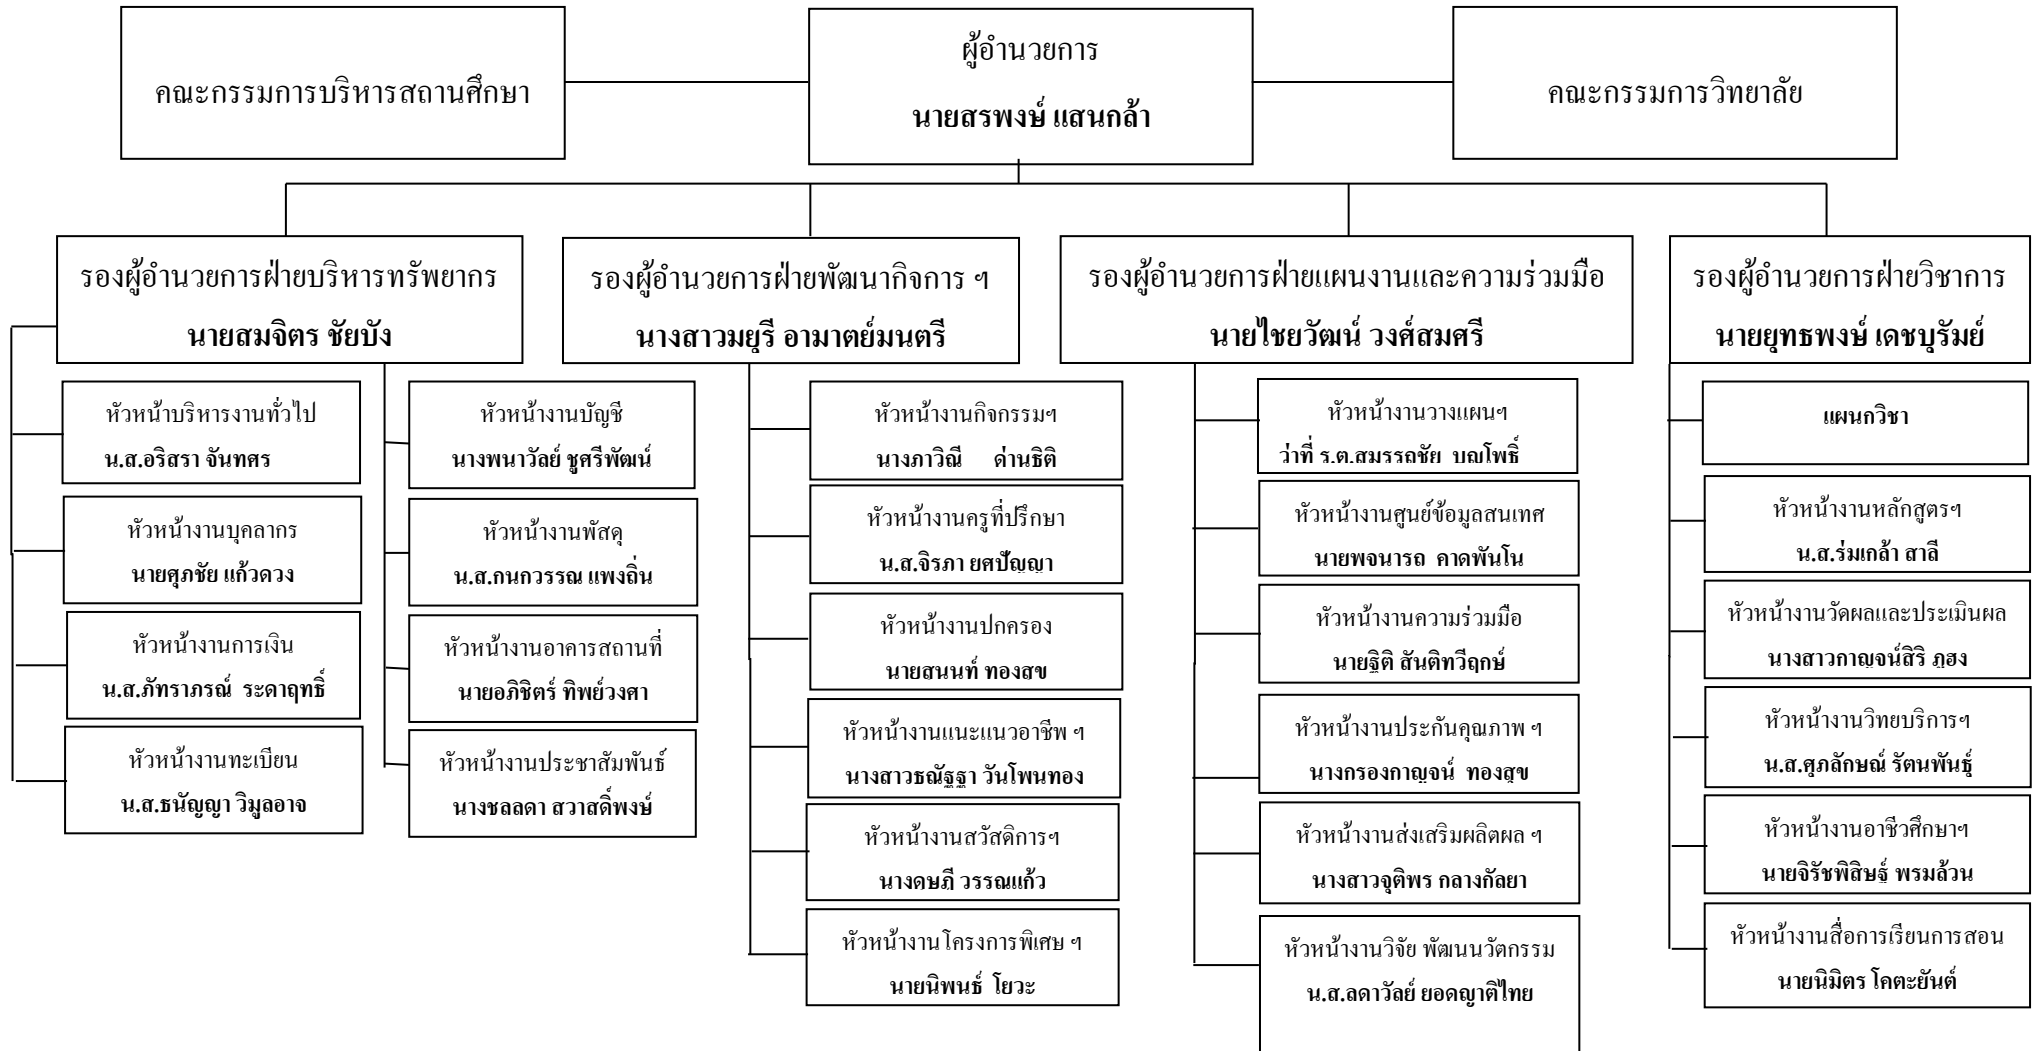 คณะกรรมการบริหารสถานศึกษา
ผู้อำนวยการ
นายสรพงษ์ แสนกล้า
คณะกรรมการวิทยาลัย
รองผู้อำนวยการฝ่ายบริหารทรัพยากร
นายสมจิตร ชัยบัง
รองผู้อำนวยการฝ่ายพัฒนากิจการ ฯ
นางสาวมยุรี อามาตย์มนตรี
รองผู้อำนวยการฝ่ายแผนงานและความร่วมมือ
นายไชยวัฒน์ วงศ์สมศรี
รองผู้อำนวยการฝ่ายวิชาการ
นายยุทธพงษ์ เดชบุรัมย์
หัวหน้าบริหารงานทั่วไป
น.ส.อริสรา จันทศร
หัวหน้างานบุคลากร
นายศุภชัย แก้วดวง
หัวหน้างานการเงิน
น.ส.ภัทราภรณ์ ระดาฤทธิ์
หัวหน้างานทะเบียน
น.ส.ธนัญญา วิมูลอาจ
หัวหน้างานบัญชี
นางพนาวัลย์ ชูศรีพัฒน์
หัวหน้างานพัสดุ
น.ส.กนกวรรณ แพงถิ่น
หัวหน้างานอาคารสถานที่
นายอภิชิตร์ ทิพย์วงศา
หัวหน้างานประชาสัมพันธ์
นางชลลดา สวาสดิ์พงษ์
หัวหน้างานกิจกรรมฯ
นางภาวิณี ด่านธิติ
หัวหน้างานครูที่ปรึกษา
น.ส.จิรภา ยศปัญญา
หัวหน้างานปกครอง
นายสนนท์ ทองสข
หัวหน้างานแนะแนวอาชีพ ฯ
นางสาวธณัฐฐา วันโพนทอง
หัวหน้างานสวัสดิการฯ
นางดษฎี วรรณแก้ว
หัวหน้างานโครงการพิเศษ ฯ
นายนิพนธ์ โยวะ
หัวหน้างานวางแผนฯ
ว่าที่ ร.ต.สมรรถชัย บญโพธิ์
หัวหน้างานศูนย์ข้อมูลสนเทศ
นายพจนารถ คาดพันโน
หัวหน้างานความร่วมมือ
นายฐิติ สันติทวีฤกษ์
หัวหน้างานประกันคุณภาพ ฯ
นางกรองกาญจน์ ทองสุข
หัวหน้างานส่งเสริมผลิตผล ฯ
นางสาวจุติพร กลางกัลยา
หัวหน้างานวิจัย พัฒนนวัตกรรม
น.ส.ลดาวัลย์ ยอดญาติไทย
แผนกวิชา
หัวหน้างานหลักสูตรฯ
น.ส.ร่มเกล้า สาลี
หัวหน้างานวัดผลและประเมินผล
นางสาวกาญจน์สิริ ภูฮง
หัวหน้างานวิทยบริการฯ
น.ส.ศุภลักษณ์ รัตนพันธุ์
หัวหน้างานอาชีวศึกษาฯ
นายจิรัชพิสิษฐ์ พรมล้วน
หัวหน้างานสื่อการเรียนการสอน
นายนิมิตร โคตะยันต์